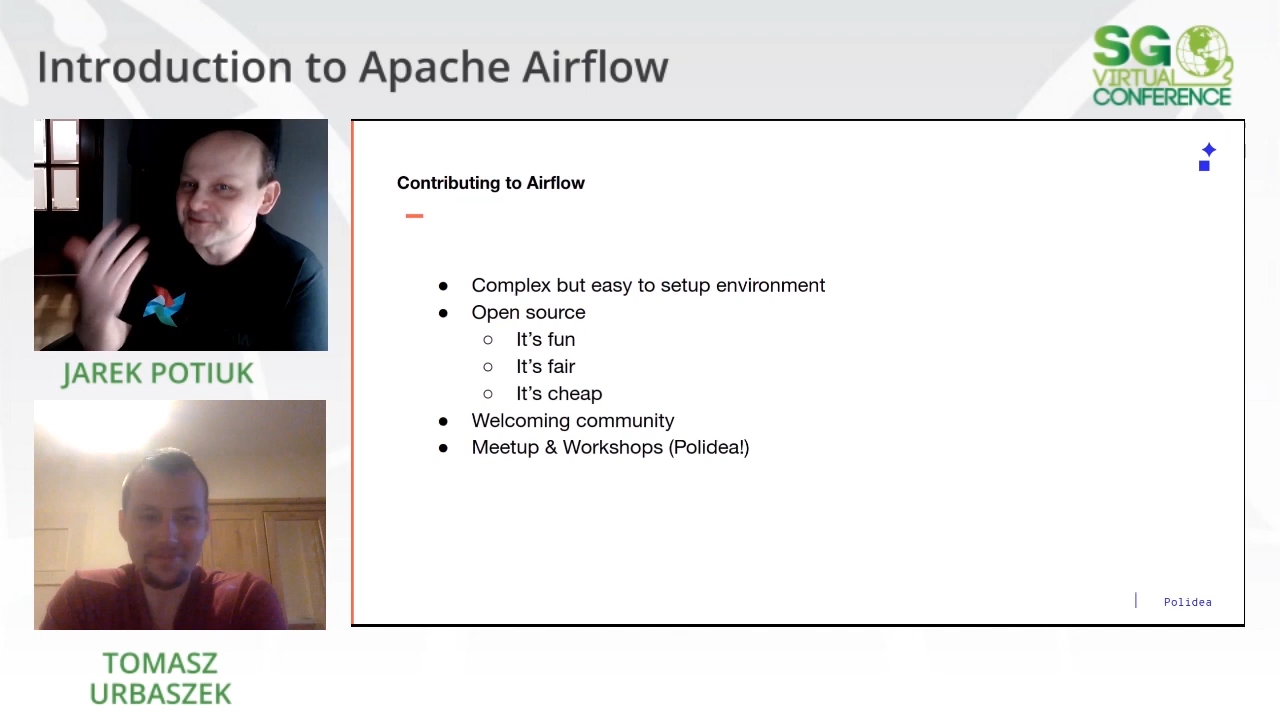 Introduction to Apache Airflow
SG
VIRTUAL
CONFERENCE
JAREK POTIUK
TOMASZ
URBASZEK
Contributing to Airflow
● Complex but easy to setup environment
● Open source
○ It’s fun
○ It’s fair
○ It’s cheap
● Welcoming community
● Meetup & Workshops (Polidea!)
Polidea